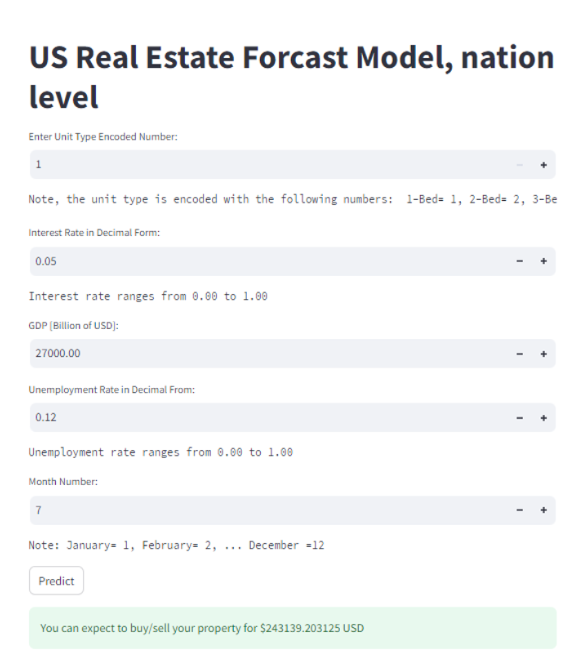 US Real Estate Forcast Model, nation
level
Enter Unit Type Encoded Number:
1
Note, the unit type is encoded with the following numbers:  1-Bed= 1, 2-Bed= 2, 3-Be
Interest Rate in Decimal Form:
0.05
Interest rate ranges from 0.00 to 1.00
GDP (Billion of USD):
27000.00
Unemployment Rate in Decimal From:
0.12
Unemployment rate ranges from 0.00 to 1.00
Month Number:
7
Note: January= 1, February= 2, ... December =12
Predict
You can expect to buy/sell your property for $243139.203125 USD